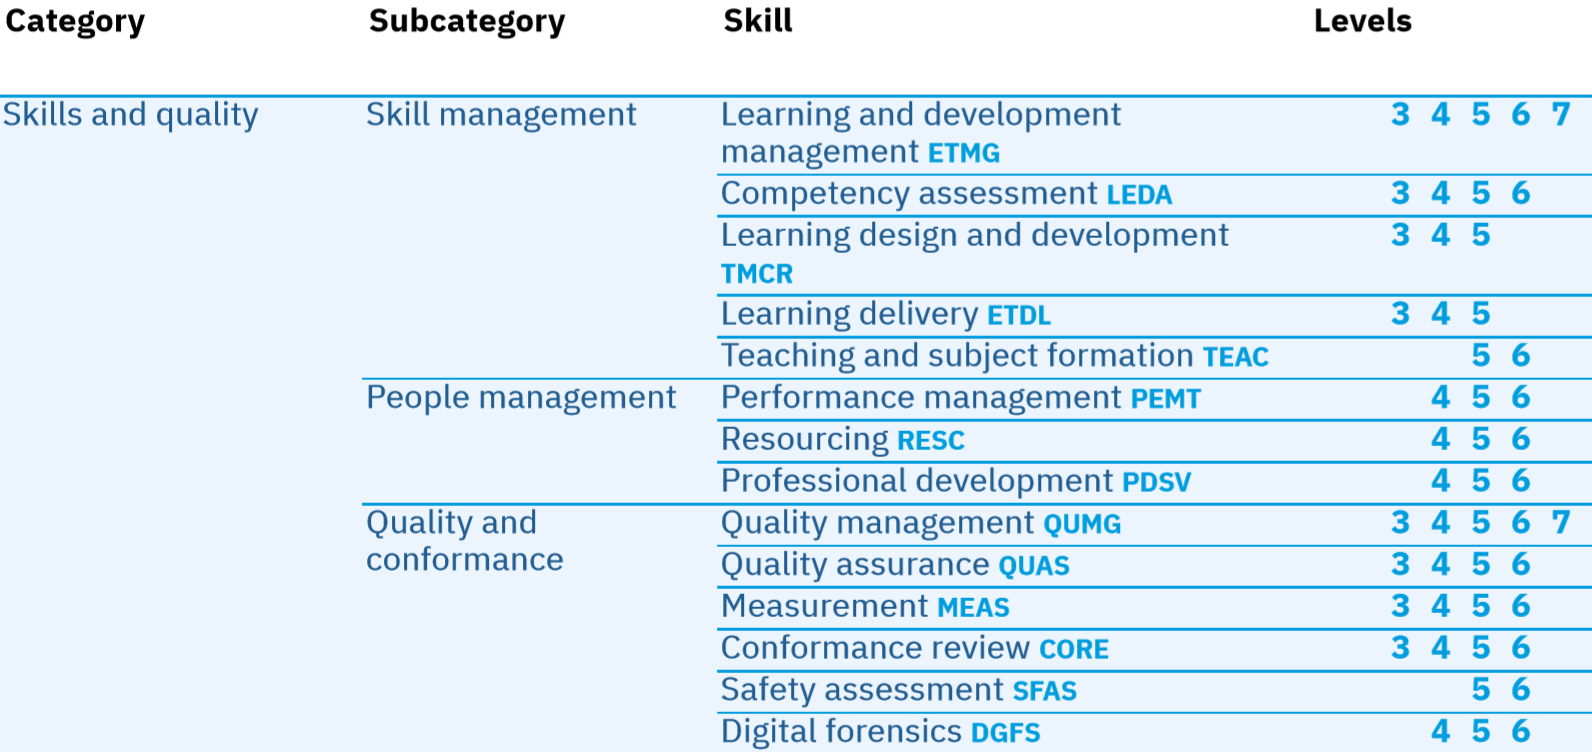 Category Subcategory Skill Levels
Skills and quality Skill management Learning and development 3 4 5 6 7
management ETMG
Competency assessment LEDA 3 4 5 6
Learning design and development 3 4 5
TMCR
Learning delivery ETDL 3 4 5
Teaching and subject formation TEAC 5 6
People management Performance management PEMT 4 5 6
Resourcing RESC 4 5 6
Professional development PDSV 4 5 6
Quality and Quality management QUMG 3 4 5 6 7
conformance Quality assurance QUAS 3 4 5 6
Measurement MEAS 3 4 5 6
Conformance review CORE 3 4 5 6
Safety assessment SFAS 5 6
Digital forensics DGFS 4 5 6